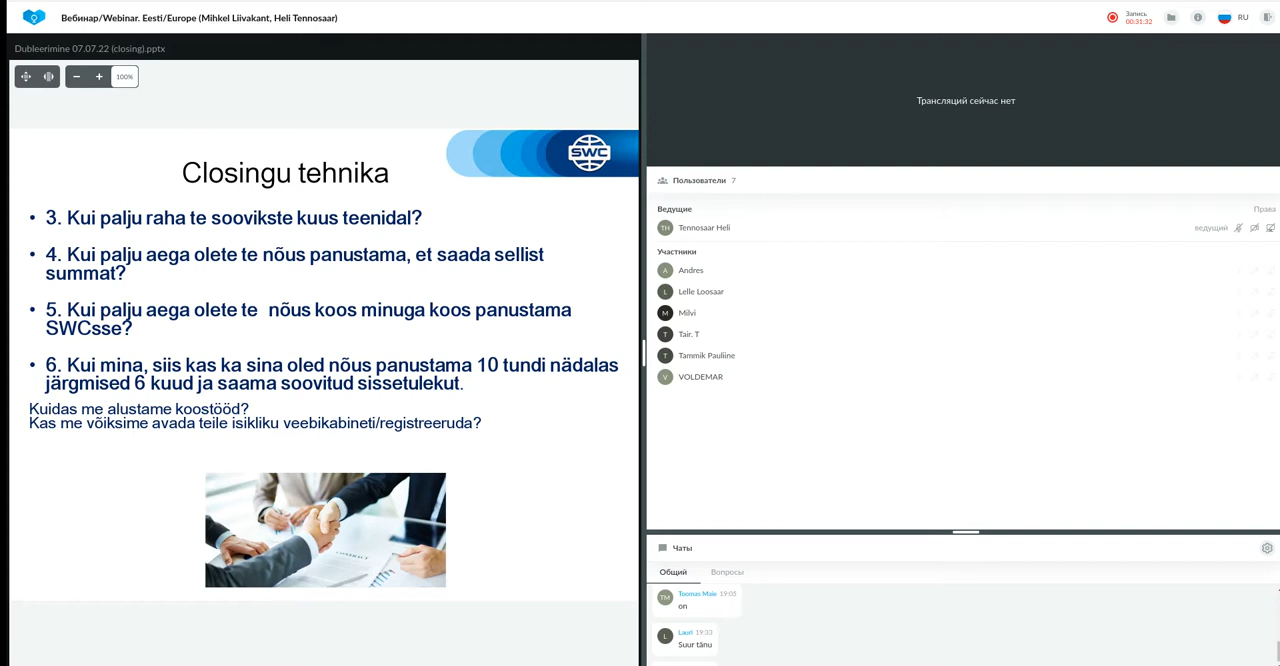 Вебинар/Webinar. Eesti/Europe (Mihkel Liivakant, Heli Tennosaar)
Запись
00:31:32
RU
Dubleerimine 07.07.22 (closing).pptx
100%
SWC
Closingu tehnika
• 3. Kui palju raha te soovikste kuus teenidal?
• 4. Kui palju aega olete te nõus panustama, et saada sellist
summat?
• 5. Kui palju aega olete te nõus koos minuga koos panustama
SWCsse?
• 6. Kui mina, siis kas ka sina oled nõus panustama 10 tundi nädalas
järgmised 6 kuud ja saama soovitud sissetulekut.
Kuidas me alustame koostööd?
Kas me võiksime avada teile isikliku veebikabineti/registreeruda?
CONTRACT
Трансляций сейчас нет
Пользователи 7
Ведущие Права
TH Tennosaar Heli ведущий
Участники
A Andres
L Lelle Loosaar
M Milvi
T Tair. T
T Tammik Pauliine
V VOLDEMAR
Чаты
Общий Вопросы
TM Toomas Maie 19:05
on
L Lauri 19:33
Suur tänu